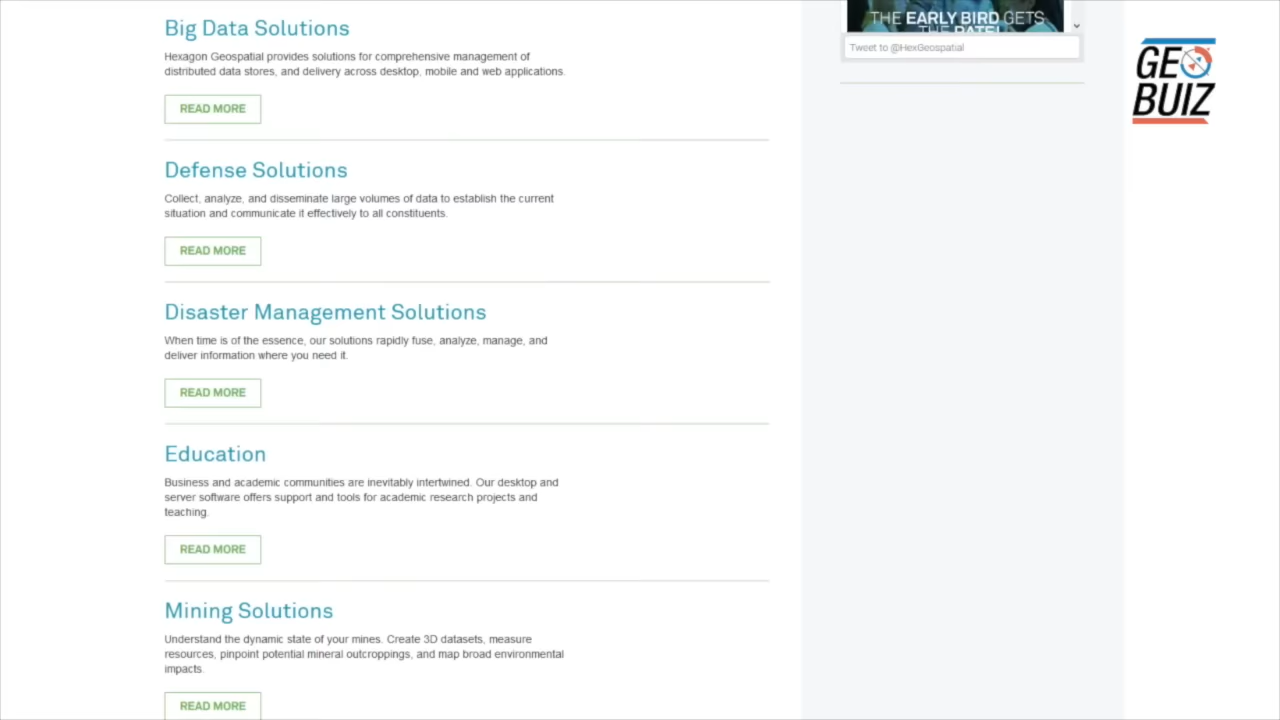 Big Data Solutions
Hexagon Geospatial provides solutions for comprehensive management of
distributed data stores, and delivery across desktop, mobile and web applications.
READ MORE
Defense Solutions
Collect, analyze, and disseminate large volumes of data to establish the current
situation and communicate it effectively to all constituents.
READ MORE
Disaster Management Solutions
When time is of the essence, our solutions rapidly fuse, analyze, manage, and
deliver information where you need it.
READ MORE
Education
Business and academic communities are inevitably intertwined. Our desktop and
server software offers support and tools for academic research projects and
teaching.
READ MORE
Mining Solutions
Understand the dynamic state of your mines. Create 3D datasets, measure
resources, pinpoint potential mineral outcroppings, and map broad environmental
impacts.
READ MORE
THE EARLY BIRD GETS
THE RATE!
Tweet to @HexGeospatial
GEO
BUIZ